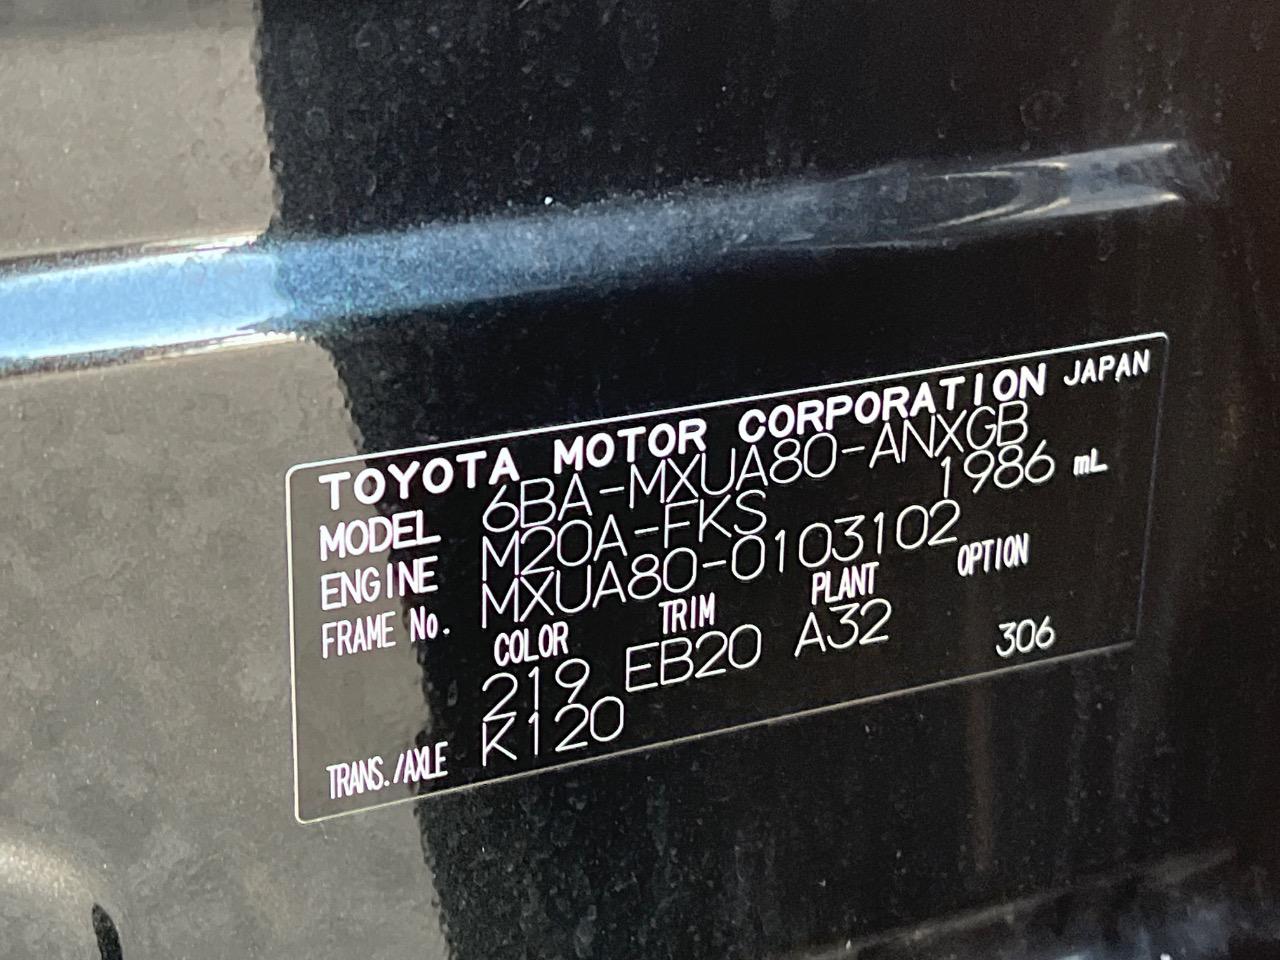 TOYOTA MOTOR CORPORATION JAPAN
MODEL 6BA-MXUA80-ANXGB
ENGINE M20A-FKS 1986 mL
FRAME No. MXUA80-0103102
COLOR TRIM PLANT OPTION
219 EB20 A32 306
TRANS./AXLE K120